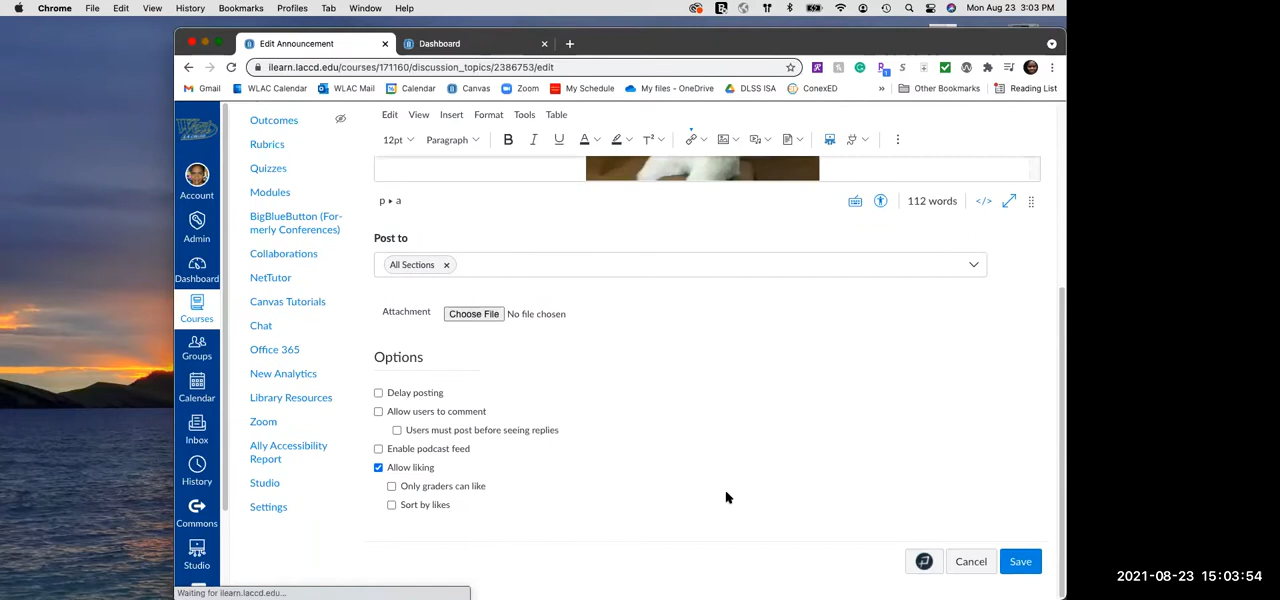 Chrome File Edit View History Bookmarks Profiles Tab Window Help Mon Aug 23 3:03 PM
Edit Announcement Dashboard
ilearn.laccd.edu/courses/171160/discussion_topics/2386753/edit
Gmail WLAC Calendar WLAC Mail Calendar Canvas Zoom My Schedule My files - OneDrive DLSS ISA ConexED » Other Bookmarks Reading List
Account
Admin
Dashboard
Courses
Groups
Calendar
Inbox
History
Commons
Studio
Outcomes
Rubrics
Quizzes
Modules
BigBlueButton (For-
merly Conferences)
Collaborations
NetTutor
Canvas Tutorials
Chat
Office 365
New Analytics
Library Resources
Zoom
Ally Accessibility
Report
Studio
Settings
Edit View Insert Format Tools Table
12pt Paragraph B I U A T²
p ▸ a 112 words </>
Post to
All Sections
Attachment Choose File No file chosen
Options
Delay posting
Allow users to comment
Users must post before seeing replies
Enable podcast feed
Allow liking
Only graders can like
Sort by likes
Cancel Save
Waiting for ilearn.laccd.edu...
2021-08-23 15:03:54